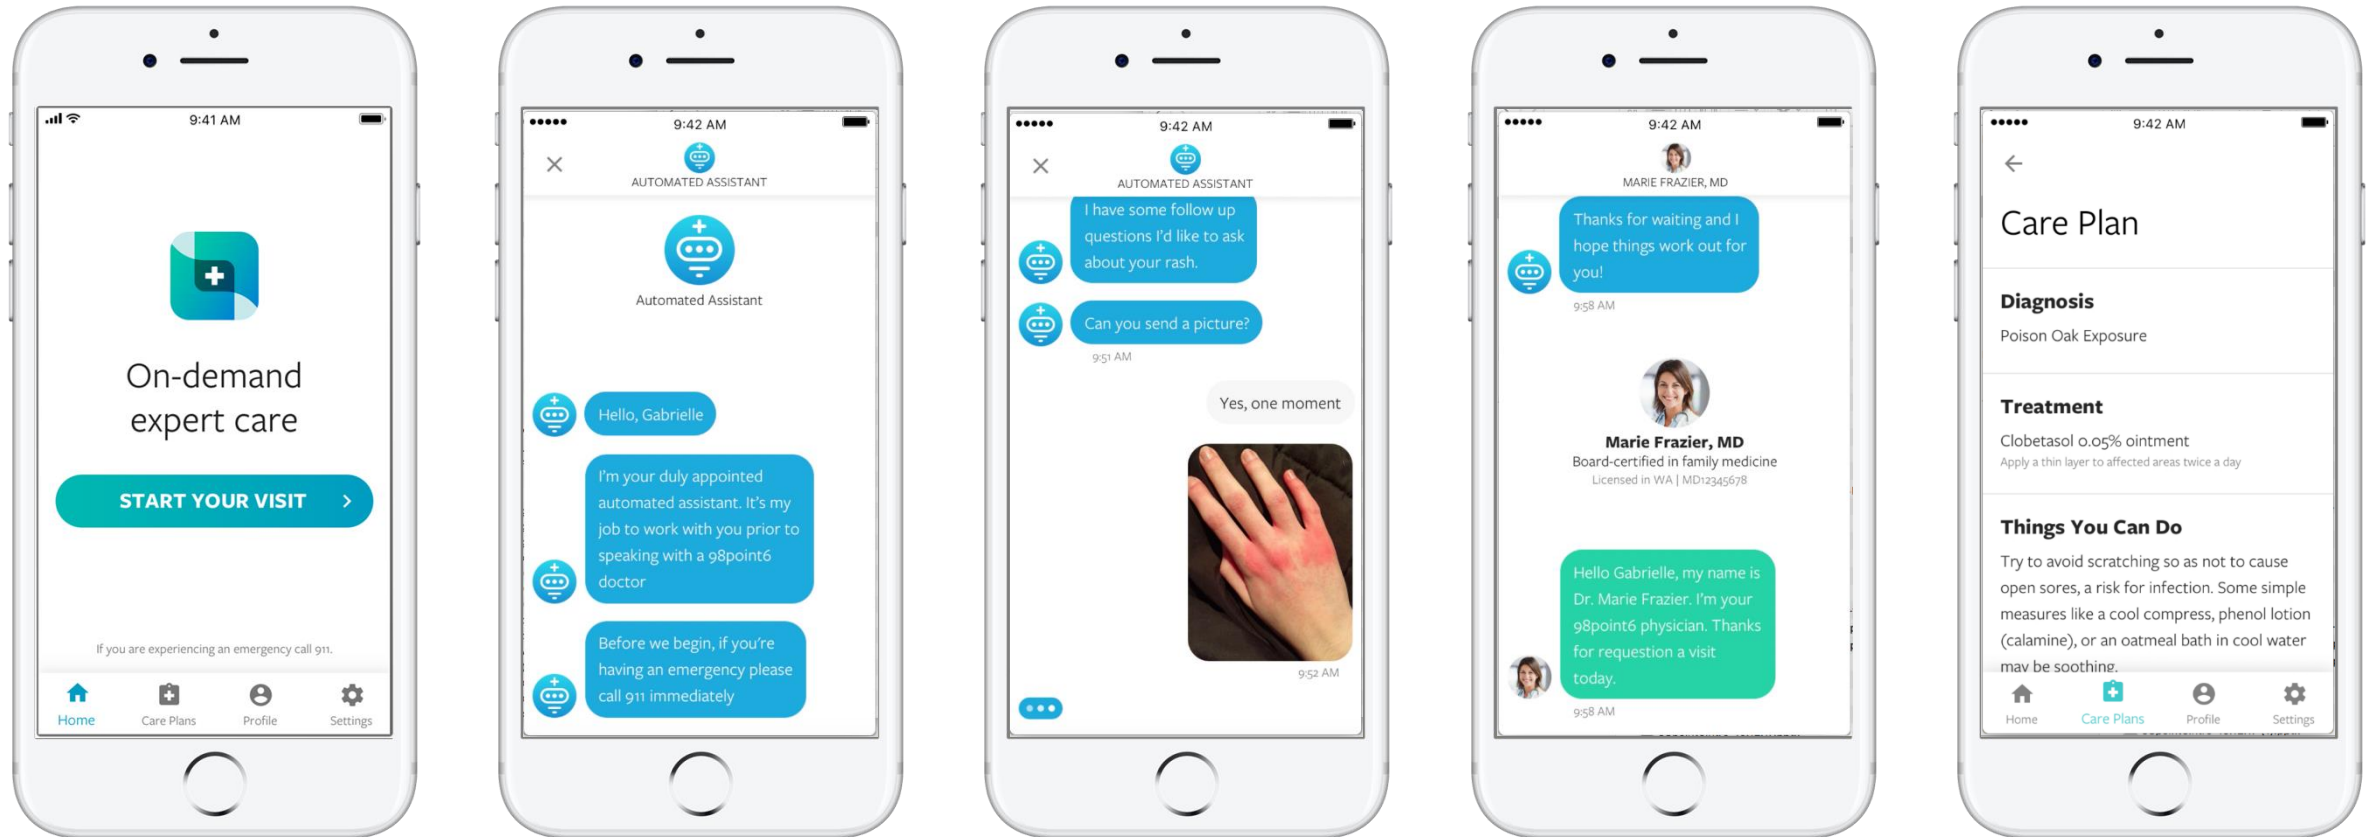 9:41 AM
On-demand
expert care
START YOUR VISIT
If you are experiencing an emergency call 911.
Home
Care Plans
Profile
Settings
9:42 AM
AUTOMATED ASSISTANT
Automated Assistant
Hello, Gabrielle
I'm your duly appointed
automated assistant. It's my
job to work with you prior to
speaking with a 98point6
doctor
Before we begin, if you're
having an emergency please
call 911 immediately
9:42 AM
AUTOMATED ASSISTANT
I have some follow up
questions I'd like to ask
about your rash.
Can you send a picture?
9:51 AM
Yes, one moment
9:52 AM
9:42 AM
MARIE FRAZIER, MD
Thanks for waiting and I
hope things work out for
you!
9:58 AM
Marie Frazier, MD
Board-certified in family medicine
Licensed in WA | MD12345678
Hello Gabrielle, my name is
Dr. Marie Frazier. I'm your
98point6 physician. Thanks
for requestion a visit
today.
9:58 AM
9:42 AM
Care Plan
Diagnosis
Poison Oak Exposure
Treatment
Clobetasol 0.05% ointment
Apply a thin layer to affected areas twice a day
Things You Can Do
Try to avoid scratching so as not to cause
open sores, a risk for infection. Some simple
measures like a cool compress, phenol lotion
(calamine), or an oatmeal bath in cool water
may be soothing.
Home
Care Plans
Profile
Settings